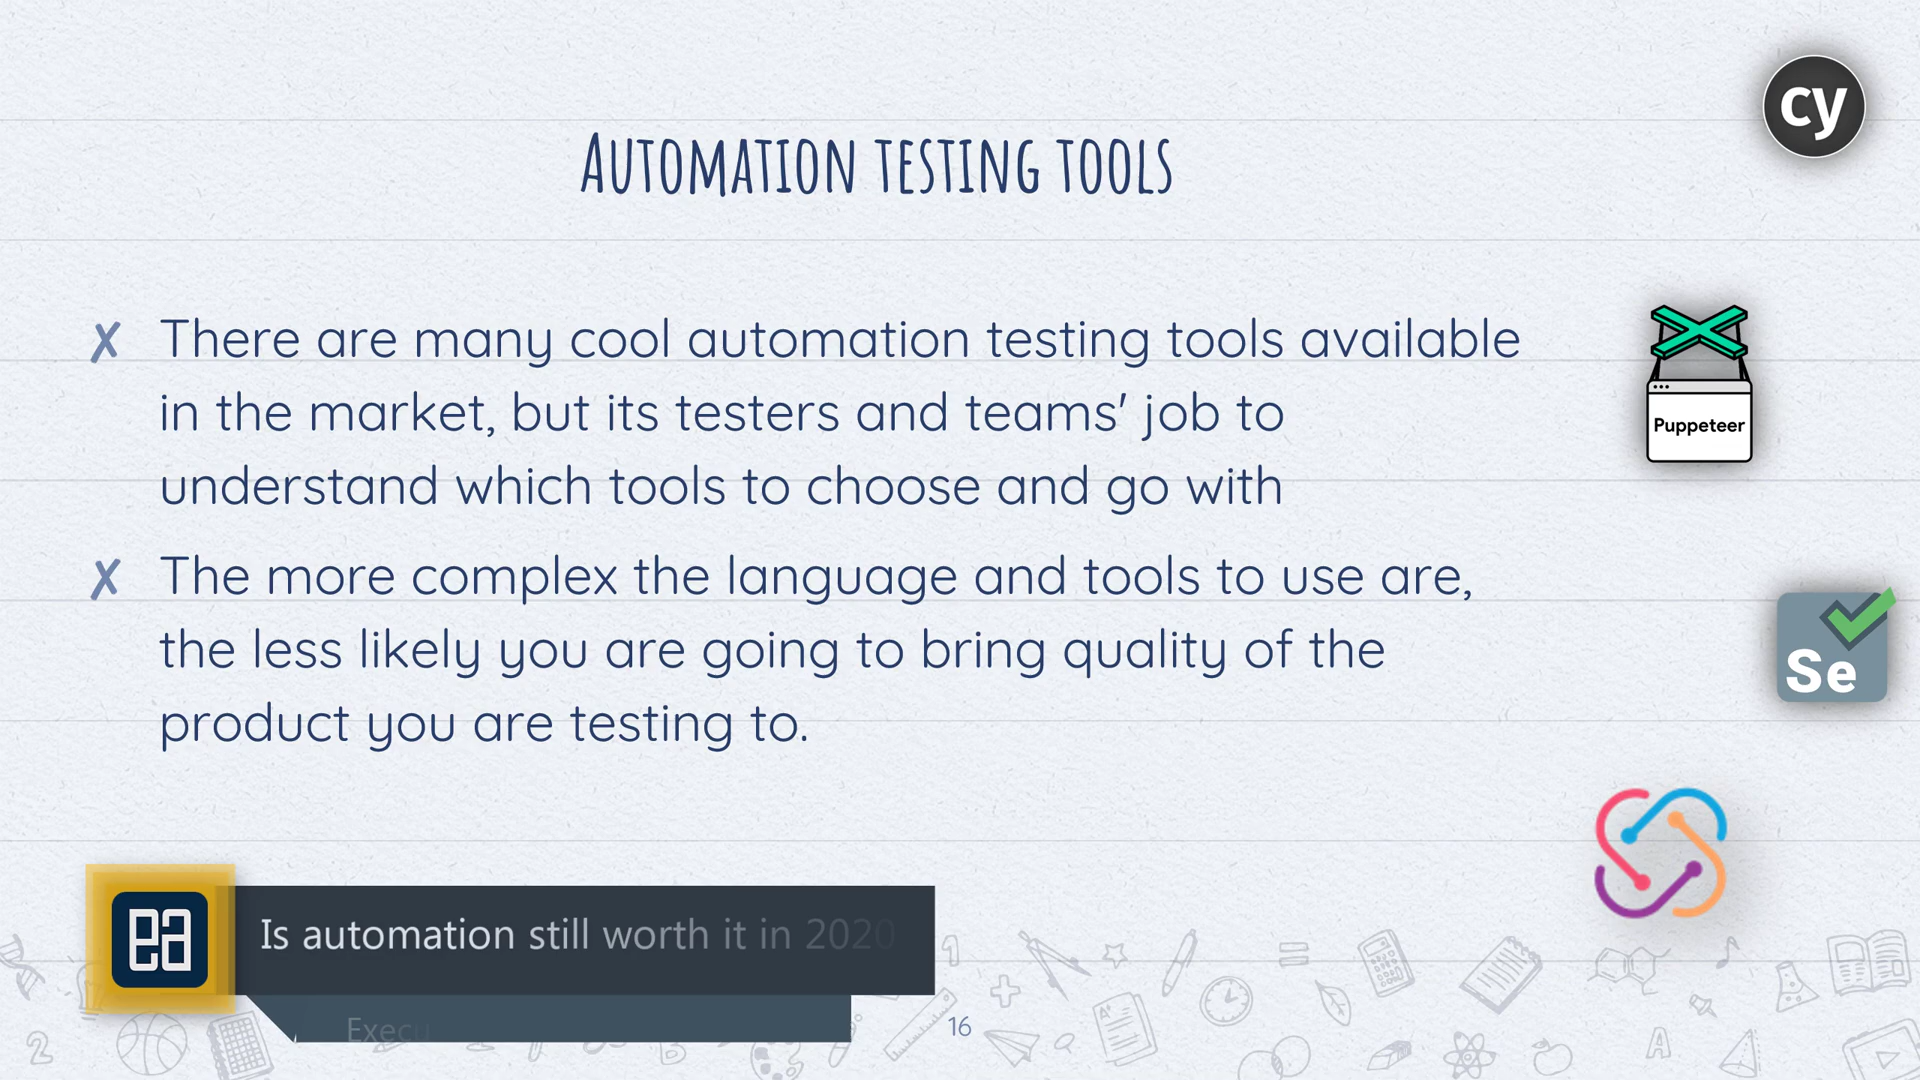 cy
Automation testing tools
✗ There are many cool automation testing tools available
in the market, but its testers and teams' job to
understand which tools to choose and go with
Puppeteer
✗ The more complex the language and tools to use are,
the less likely you are going to bring quality of the
product you are testing to.
Se
ea
Is automation still worth it in 2020
Execu
16